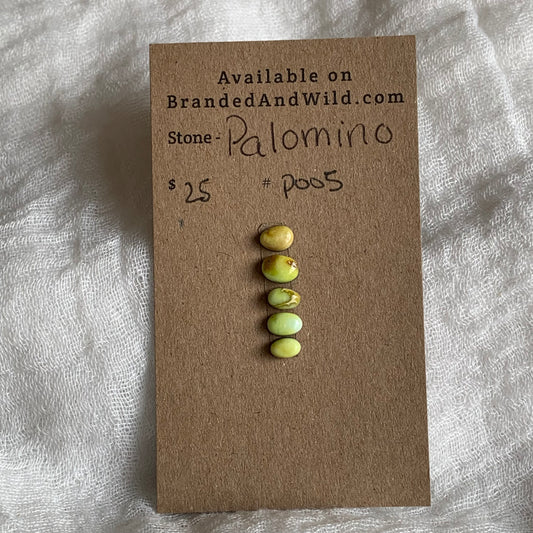 Available on
BrandedAndWild.com
Stone - Palomino
$ 25 # P005